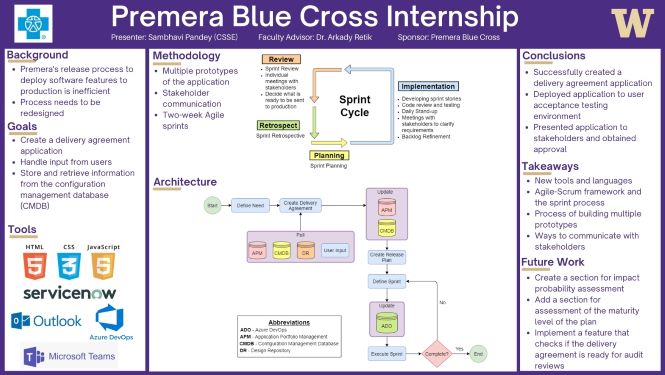 Premera Blue Cross Internship
Presenter: Sambhavi Pandey (CSSE) Faculty Advisor: Dr. Arkady Retik Sponsor: Premera Blue Cross
W
Background
• Premera's release process to
deploy software features to
production is inefficient
• Process needs to be
redesigned
Goals
• Create a delivery agreement
application
• Handle input from users
• Store and retrieve
information from the
configuration
management database
(CMDB)
Tools
HTML
5
CSS
3
JavaScript
5
servicenow
Outlook
Azure DevOps
Microsoft Teams
Methodology
• Multiple prototypes
of the application
• Stakeholder
communication
• Two-week Agile
sprints
Review
• Sprint Review
• Individual
meetings with
stakeholders
• Decide what is
ready to be sent
to production
Retrospect
Sprint Retrospective
Planning
Sprint Planning
Sprint
Cycle
Implementation
• Developing sprint stories
• Code review and testing
• Daily Stand-up
• Meetings with
stakeholders to clarify
requirements
• Backlog Refinement
Architecture
Start
Define Need
Create Delivery
Agreement
Pull
APM
CMDB
DR
User Input
Update
APM
CMDB
Create Release
Plan
Define Sprint
Update
ADO
Execute Sprint
Complete?
No
Yes
End
Abbreviations
ADO - Azure DevOps
APM - Application Portfolio Management
CMDB - Configuration Management Database
DR - Design Repository
Conclusions
• Successfully created a
delivery agreement application
• Deployed application to user
acceptance testing
environment
• Presented application to
stakeholders and obtained
approval
Takeaways
• New tools and languages
• Agile-Scrum framework and
the sprint process
• Process of building multiple
prototypes
• Ways to communicate with
stakeholders
Future Work
• Create a section for impact
probability assessment
• Add a section for
assessment of the maturity
level of the plan
• Implement a feature that
checks if the delivery
agreement is ready for audit
reviews